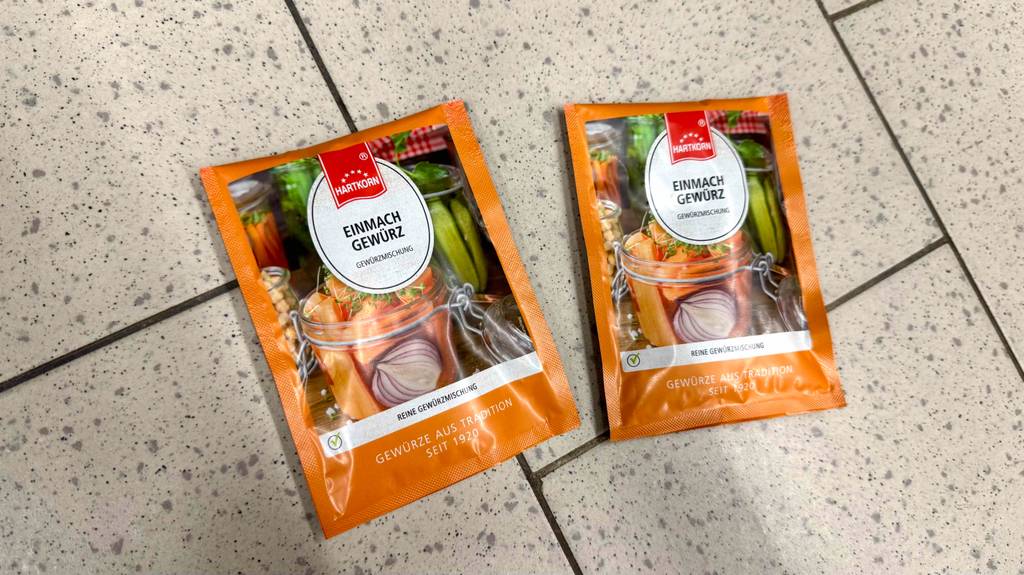 HARTKORN®
EINMACH
GEWÜRZ
GEWÜRZMISCHUNG
REINE GEWÜRZMISCHUNG
GEWÜRZE AUS TRADITION
SEIT 1920
HARTKORN®
EINMACH
GEWÜRZ
GEWÜRZMISCHUNG
REINE GEWÜRZMISCHUNG
GEWÜRZE AUS TRADITION
SEIT 1920